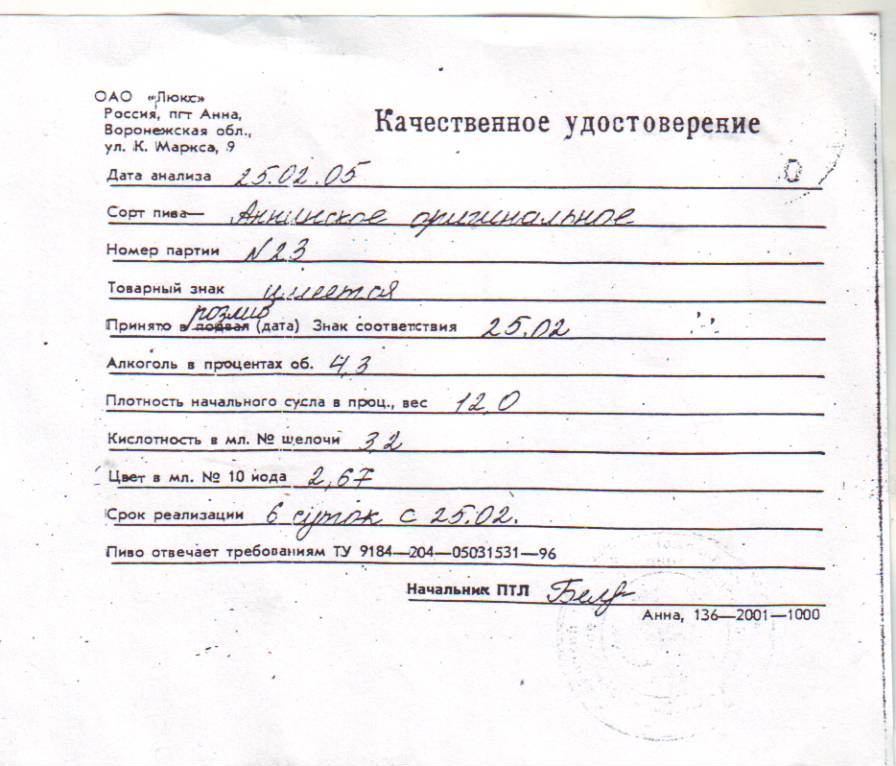 ОАО «Люкс»
Россия, пгт Анна,
Воронежская обл.,
ул. К. Маркса, 9
Качественное удостоверение
Дата анализа 25.02.05
Сорт пива— Аннинское оригинальное
Номер партии N23
Товарный знак имеется
розлив
Принято в подвал (дата) Знак соответствия 25.02
Алкоголь в процентах об. 4,3
Плотность начального сусла в проц., вес 12,0
Кислотность в мл. № щелочи 3,2
Цвет в мл. № 10 йода 2,67
Срок реализации 6 суток с 25.02.
Пиво отвечает требованиям ТУ 9184—204—05031531—96
Начальник ПТЛ
Анна, 136—2001—1000